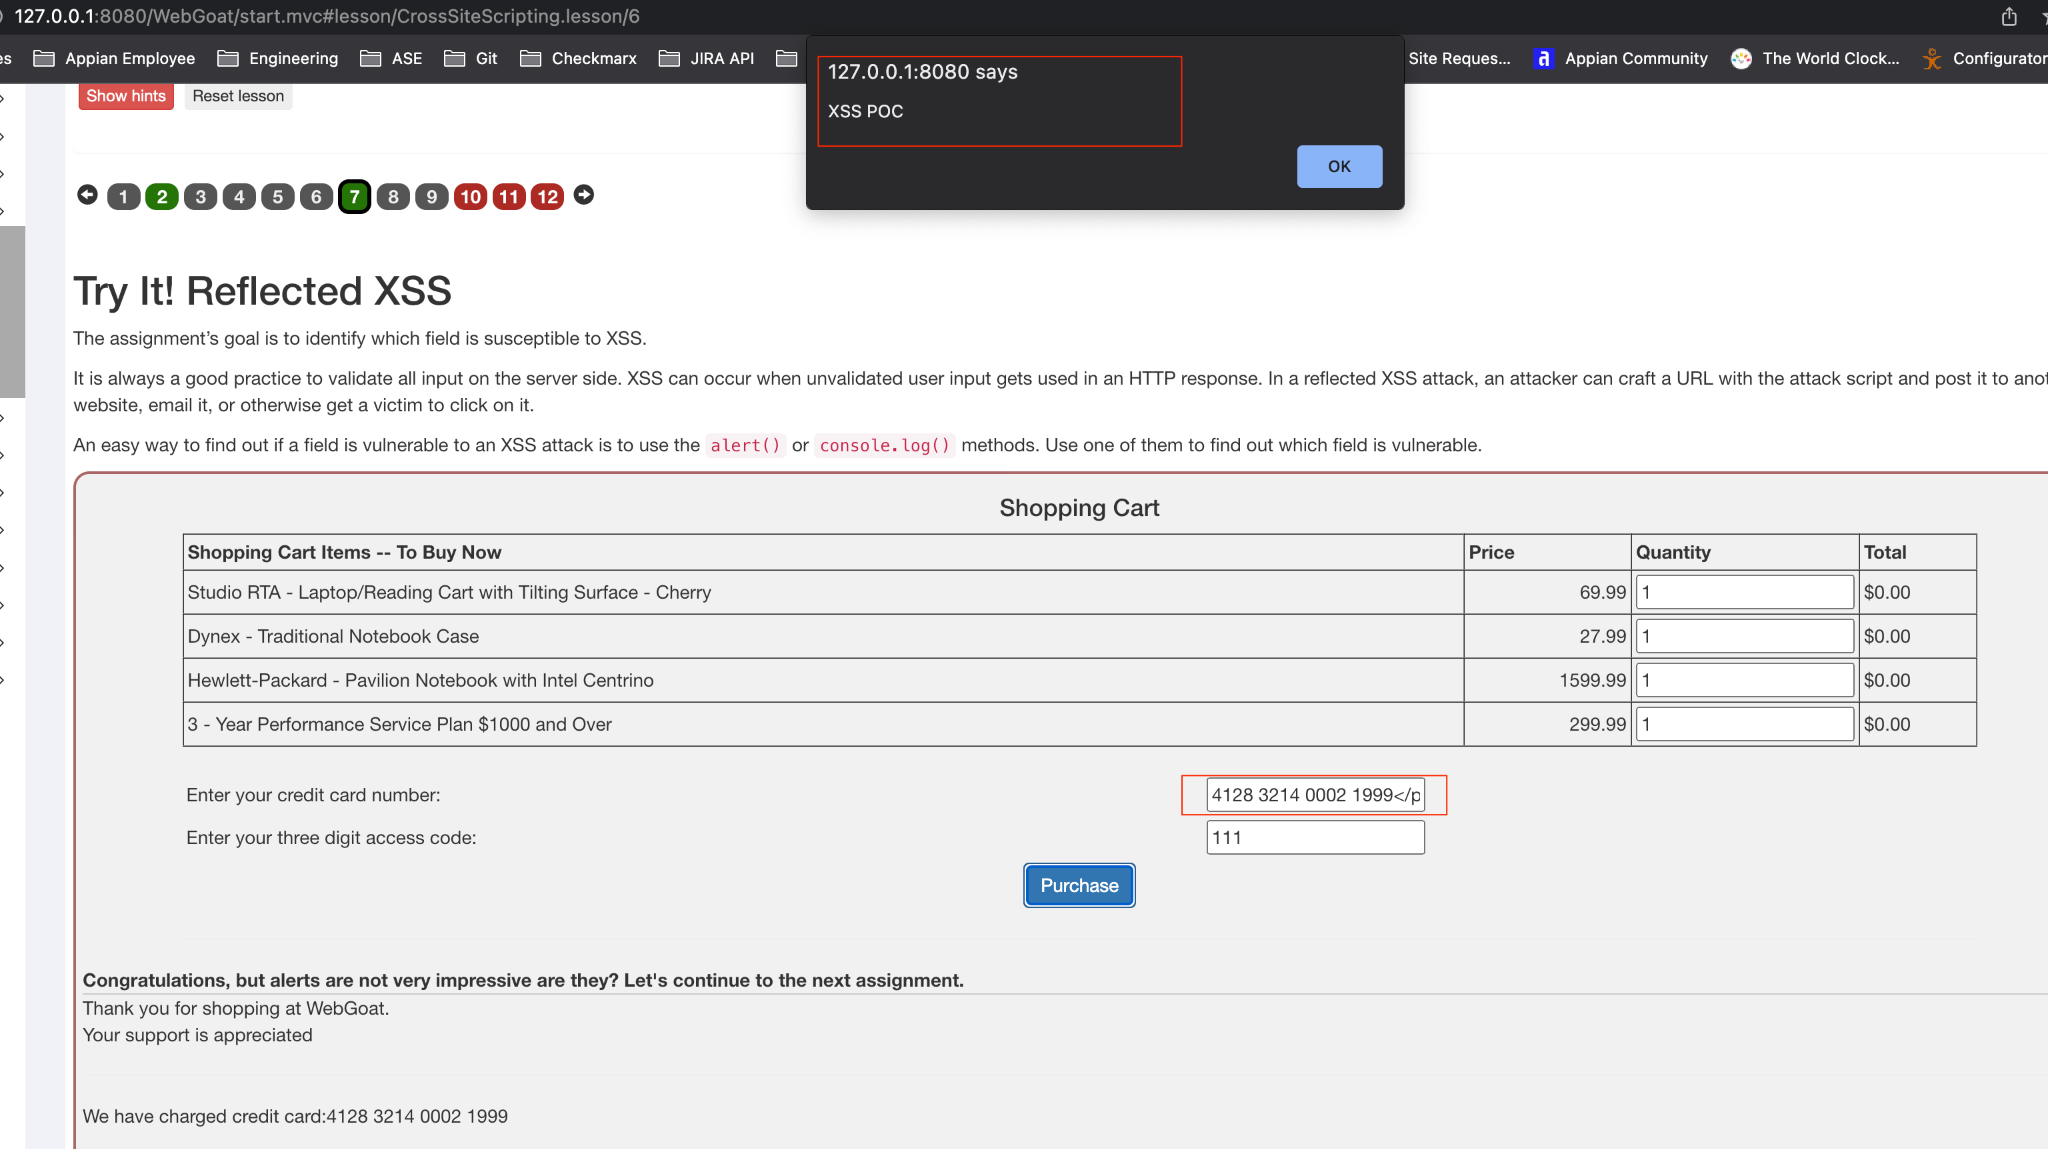 127.0.0.1:8080/WebGoat/start.mvc#lesson/CrossSiteScripting.lesson/6
es Appian Employee Engineering ASE Git Checkmarx JIRA API Site Reques... Appian Community The World Clock... Configurator
127.0.0.1:8080 says
XSS POC
OK
Show hints Reset lesson
1 2 3 4 5 6 7 8 9 10 11 12
Try It! Reflected XSS
The assignment’s goal is to identify which field is susceptible to XSS.
It is always a good practice to validate all input on the server side. XSS can occur when unvalidated user input gets used in an HTTP response. In a reflected XSS attack, an attacker can craft a URL with the attack script and post it to anot
website, email it, or otherwise get a victim to click on it.
An easy way to find out if a field is vulnerable to an XSS attack is to use the alert() or console.log() methods. Use one of them to find out which field is vulnerable.
Shopping Cart
Shopping Cart Items -- To Buy Now Price Quantity Total
Studio RTA - Laptop/Reading Cart with Tilting Surface - Cherry 69.99 1 $0.00
Dynex - Traditional Notebook Case 27.99 1 $0.00
Hewlett-Packard - Pavilion Notebook with Intel Centrino 1599.99 1 $0.00
3 - Year Performance Service Plan $1000 and Over 299.99 1 $0.00
Enter your credit card number: 4128 3214 0002 1999</p
Enter your three digit access code: 111
Purchase
Congratulations, but alerts are not very impressive are they? Let's continue to the next assignment.
Thank you for shopping at WebGoat.
Your support is appreciated
We have charged credit card:4128 3214 0002 1999